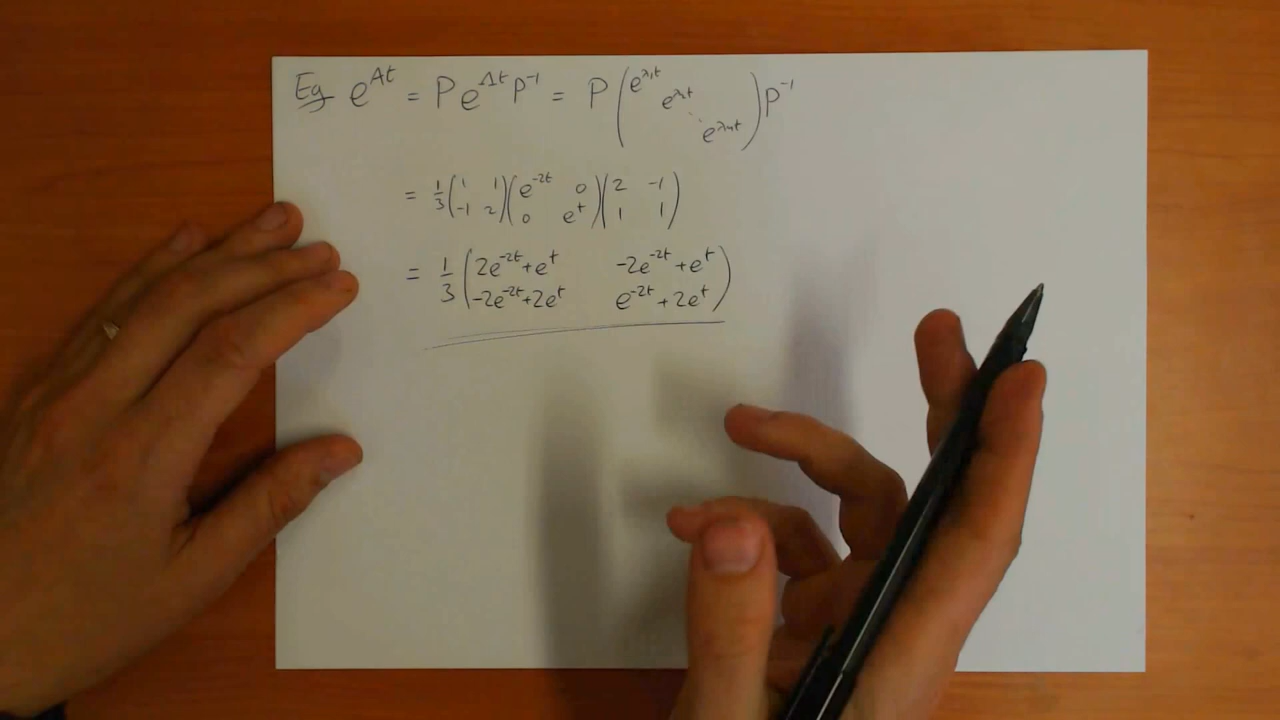 Eg e^{At} = P e^{Λt} P^{-1} = P ( e^{λ₁t} e^{λ₂t} ⋱ e^{λₙt} ) P^{-1}
= 1/3 ( 1 1 ; -1 2 ) ( e^{-2t} 0 ; 0 e^{t} ) ( 2 -1 ; 1 1 )
= 1/3 ( 2e^{-2t}+e^{t} -2e^{-2t}+e^{t} ; -2e^{-2t}+2e^{t} e^{-2t}+2e^{t} )